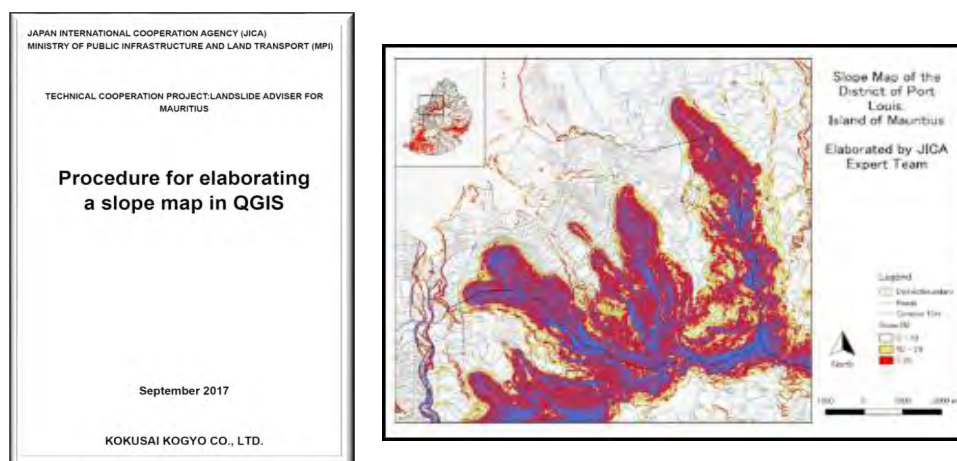 JAPAN INTERNATIONAL COOPERATION AGENCY (JICA)
MINISTRY OF PUBLIC INFRASTRUCTURE AND LAND TRANSPORT (MPI)
TECHNICAL COOPERATION PROJECT:LANDSLIDE ADVISER FOR
MAURITIUS
Procedure for elaborating
a slope map in QGIS
September 2017
KOKUSAI KOGYO CO., LTD.
Slope Map of the
District of Port
Louis.
Island of Mauritius
Elaborated by JICA
Expert Team
Legend
Roads
North
0